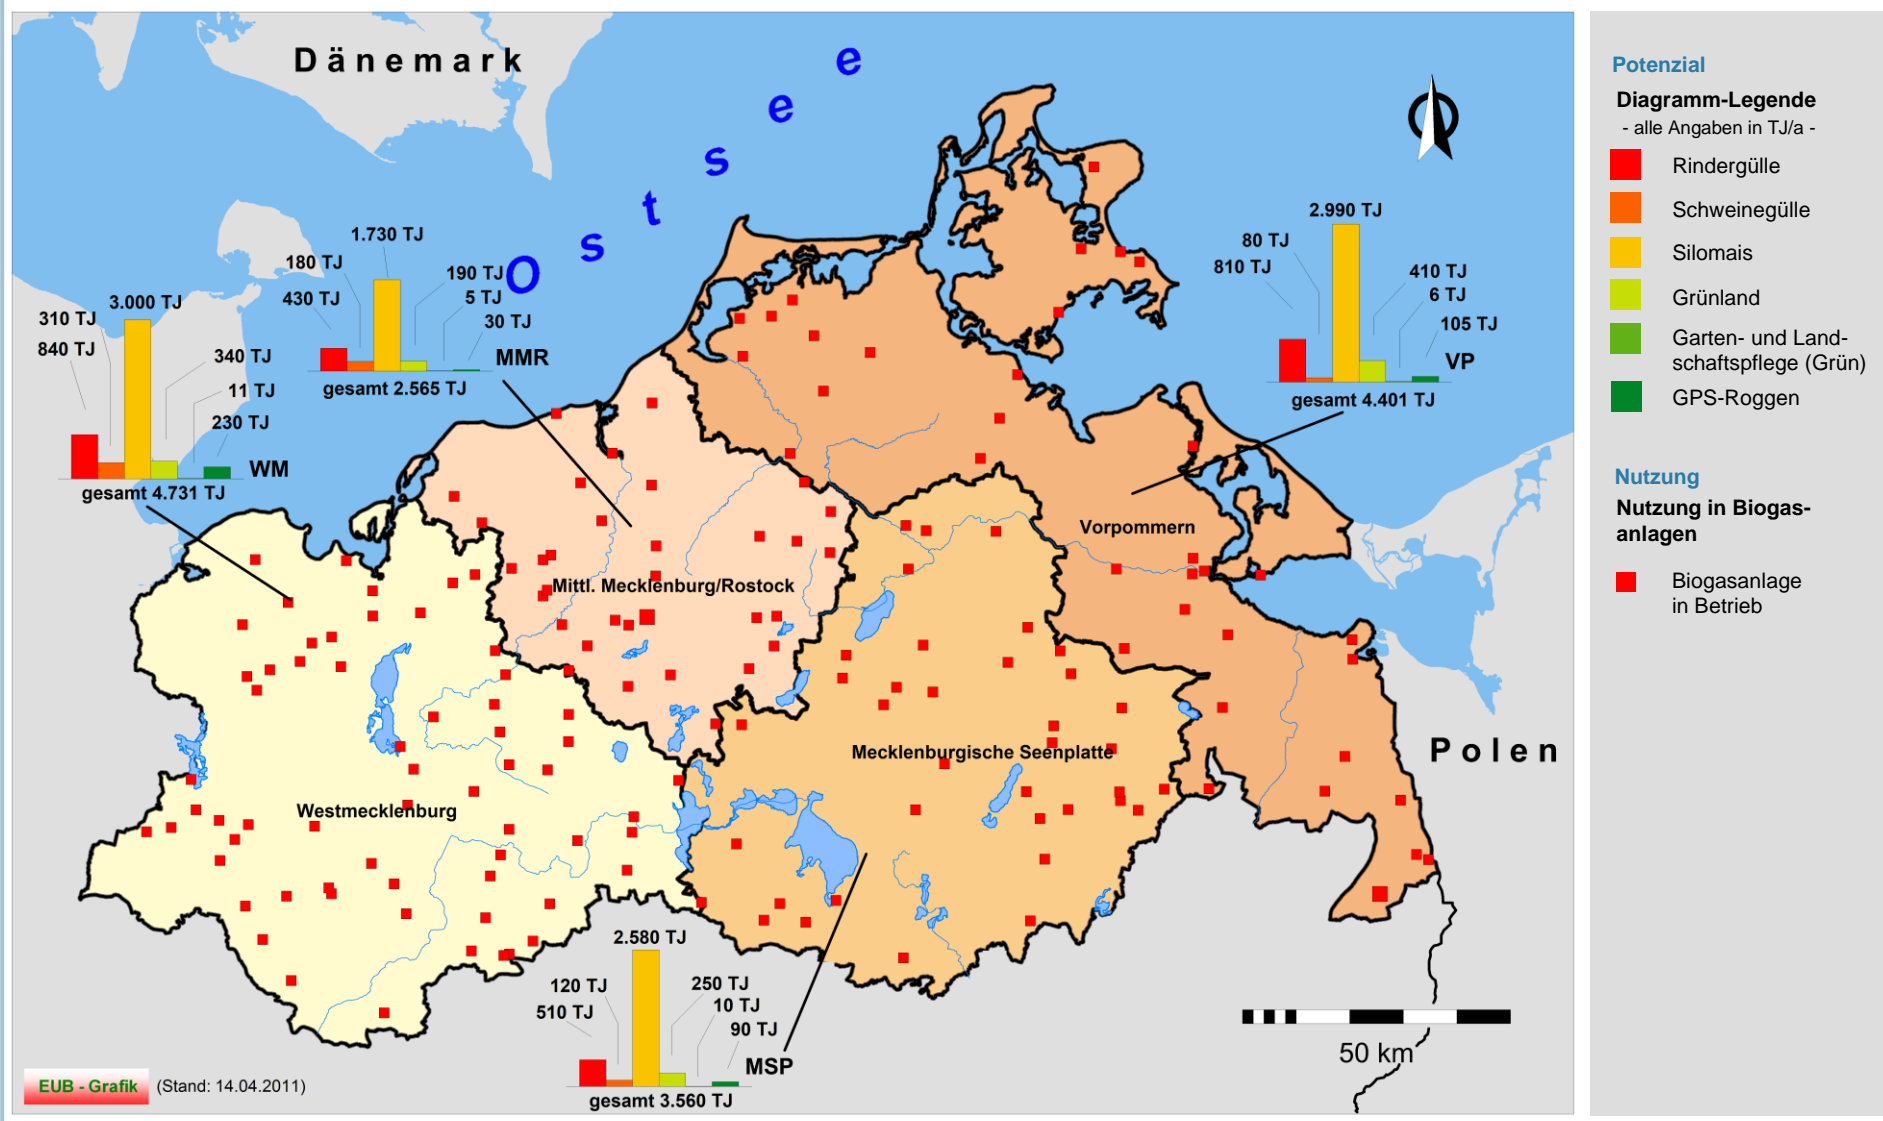 Dänemark
Ostsee
1.730 TJ
180 TJ
430 TJ
190 TJ
5 TJ
30 TJ
MMR
gesamt 2.565 TJ
3.000 TJ
310 TJ
840 TJ
340 TJ
11 TJ
230 TJ
WM
gesamt 4.731 TJ
2.990 TJ
80 TJ
810 TJ
410 TJ
6 TJ
105 TJ
VP
gesamt 4.401 TJ
Vorpommern
Mittl. Mecklenburg/Rostock
Mecklenburgische Seenplatte
Westmecklenburg
Polen
2.580 TJ
120 TJ
510 TJ
250 TJ
10 TJ
90 TJ
MSP
gesamt 3.560 TJ
50 km
EUB - Grafik (Stand: 14.04.2011)
Potenzial
Diagramm-Legende
- alle Angaben in TJ/a -
Rindergülle
Schweinegülle
Silomais
Grünland
Garten- und Land-
schaftspflege (Grün)
GPS-Roggen
Nutzung
Nutzung in Biogas-
anlagen
Biogasanlage
in Betrieb